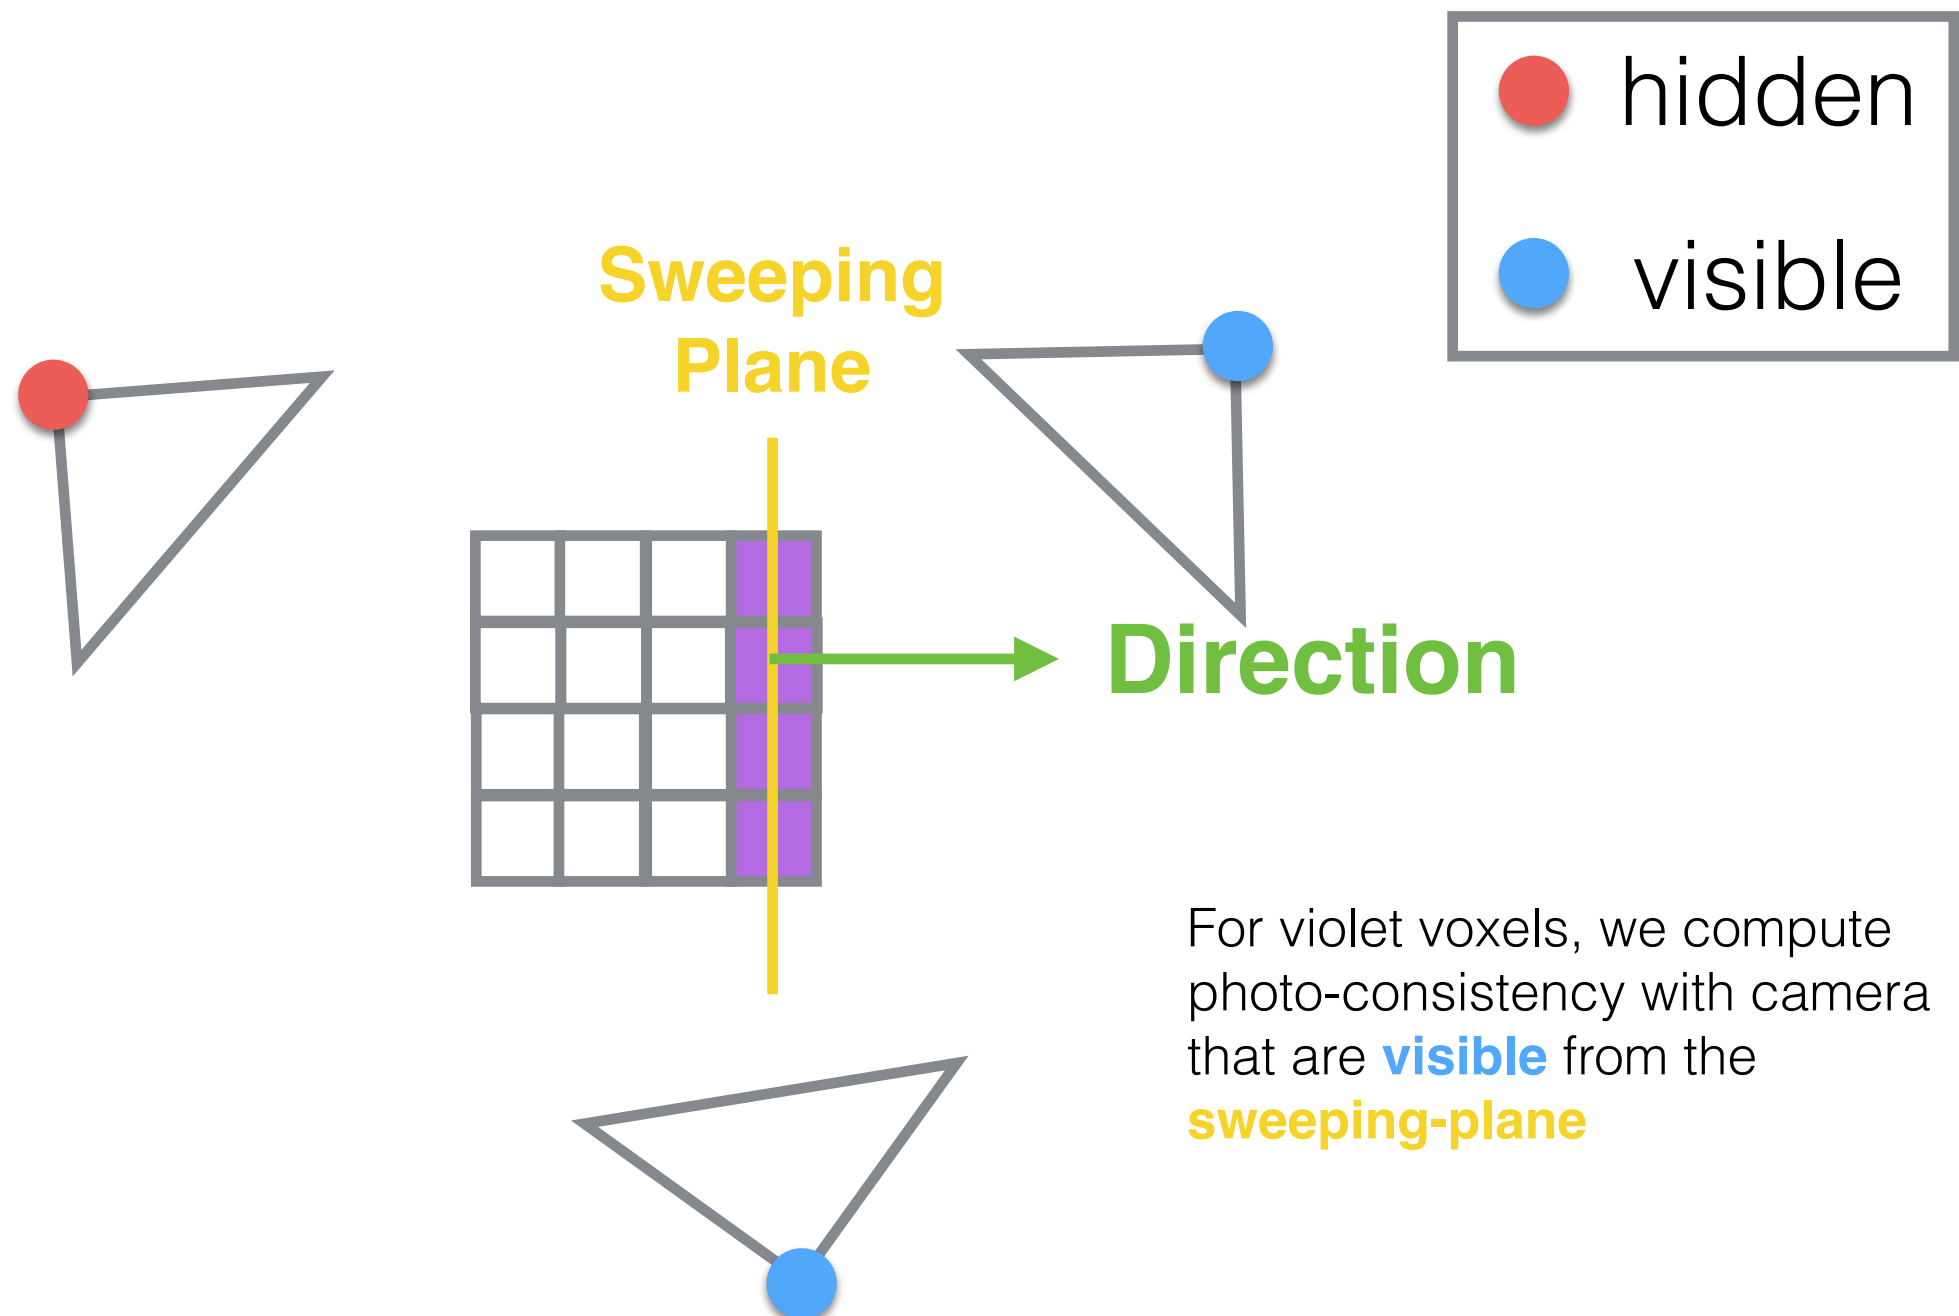 hidden
visible
Sweeping
Plane
Direction
For violet voxels, we compute
photo-consistency with camera
that are visible from the
sweeping-plane